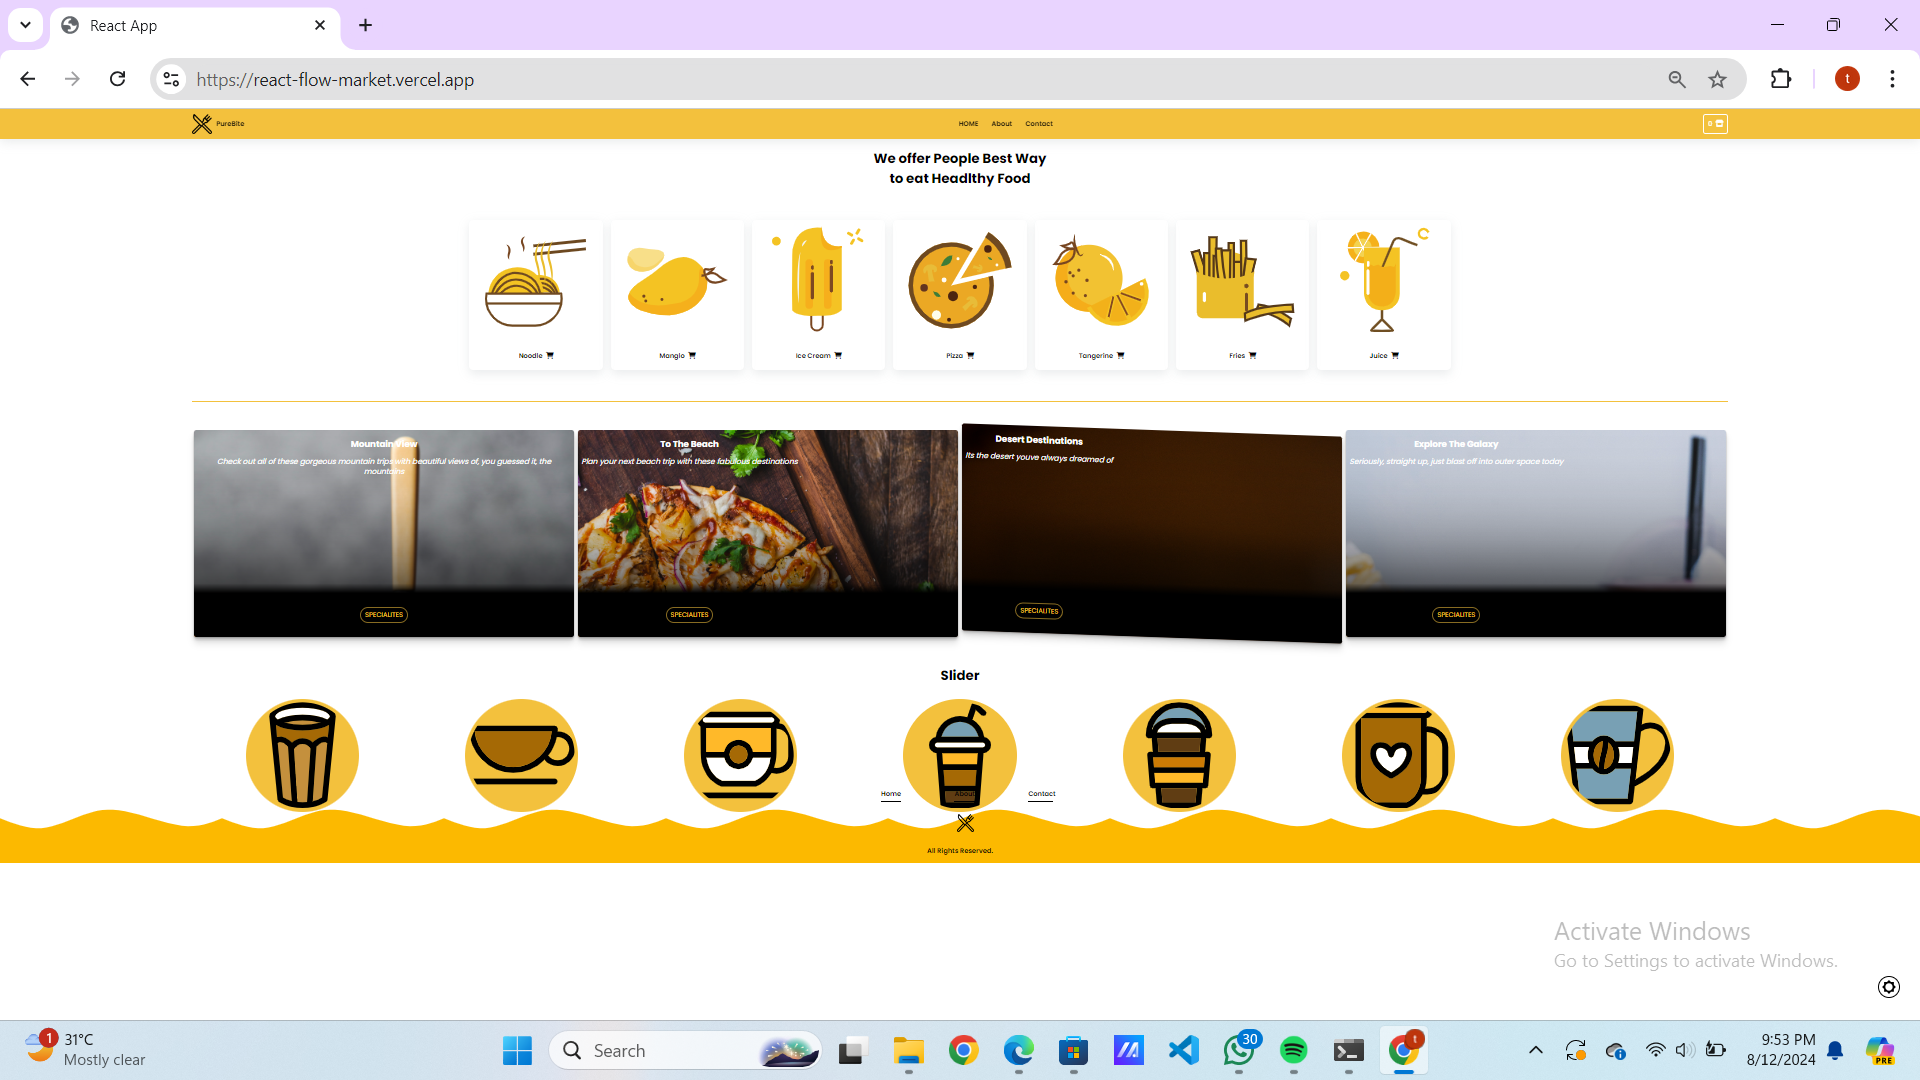 React App
https://react-flow-market.vercel.app
t
PureBite
HOME About Contact
0
We offer People Best Way
to eat Headlthy Food
Noodle
Mangio
Ice Cream
Pizza
Tangerine
Fries
Juice
Mountain View
Check out all of these gorgeous mountain trips with beautiful views of, you guessed it, the
mountains
SPECIALITES
To The Beach
Plan your next beach trip with these fabulous destinations
SPECIALITES
Desert Destinations
Its the desert youve always dreamed of
SPECIALITES
Explore The Galaxy
Seriously, straight up, just blast off into outer space today
SPECIALITES
Slider
Home About Contact
All Rights Reserved.
Activate Windows
Go to Settings to activate Windows.
1
31°C
Mostly clear
Search
30
t
9:53 PM
8/12/2024
PRE